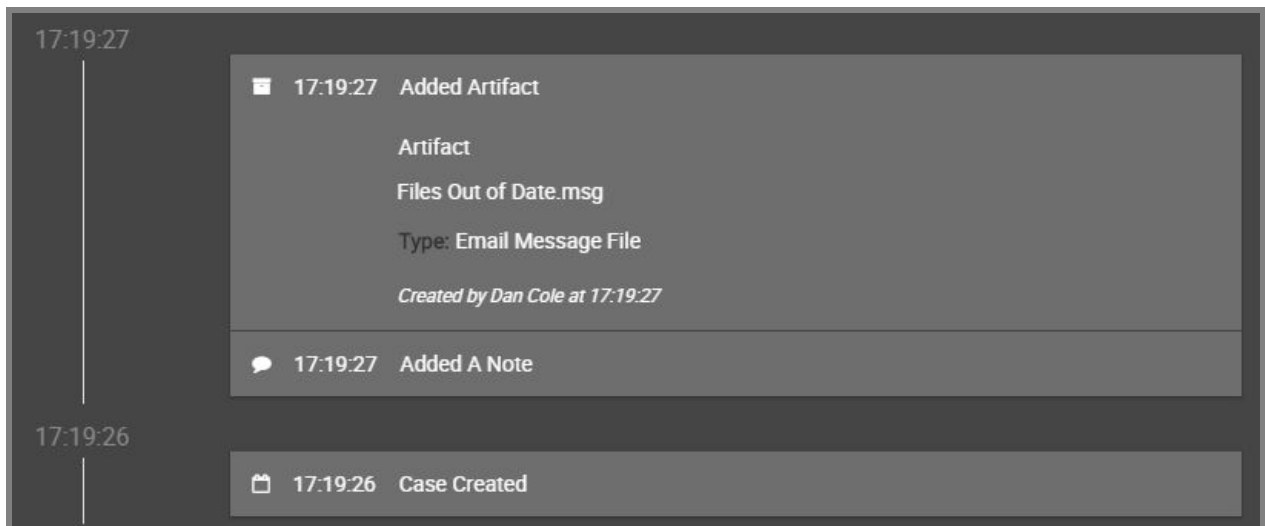 17:19:27
17:19:27 Added Artifact
Artifact
Files Out of Date.msg
Type: Email Message File
Created by Dan Cole at 17:19:27
17:19:27 Added A Note
17:19:26
17:19:26 Case Created